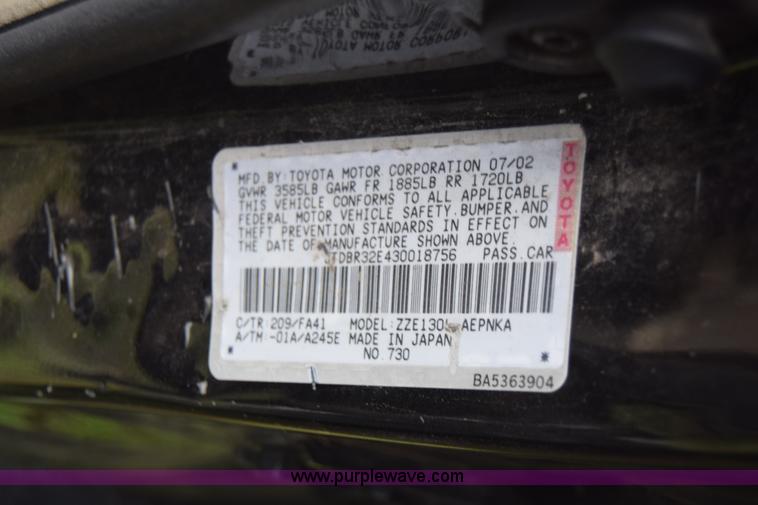 MFD. BY: TOYOTA MOTOR CORPORATION 07/02
GVWR 3585LB GAWR FR 1885LB RR 1720LB
THIS VEHICLE CONFORMS TO ALL APPLICABLE
FEDERAL MOTOR VEHICLE SAFETY, BUMPER, AND
THEFT PREVENTION STANDARDS IN EFFECT ON
THE DATE OF MANUFACTURE SHOWN ABOVE.
JTDBR32E430018756 PASS. CAR
C/TR: 209/FA41 MODEL: ZZE130L-AEPNKA
A/TM: -01A/A245E MADE IN JAPAN
NO. 730
BA5363904
TOYOTA
www.purplewave.com